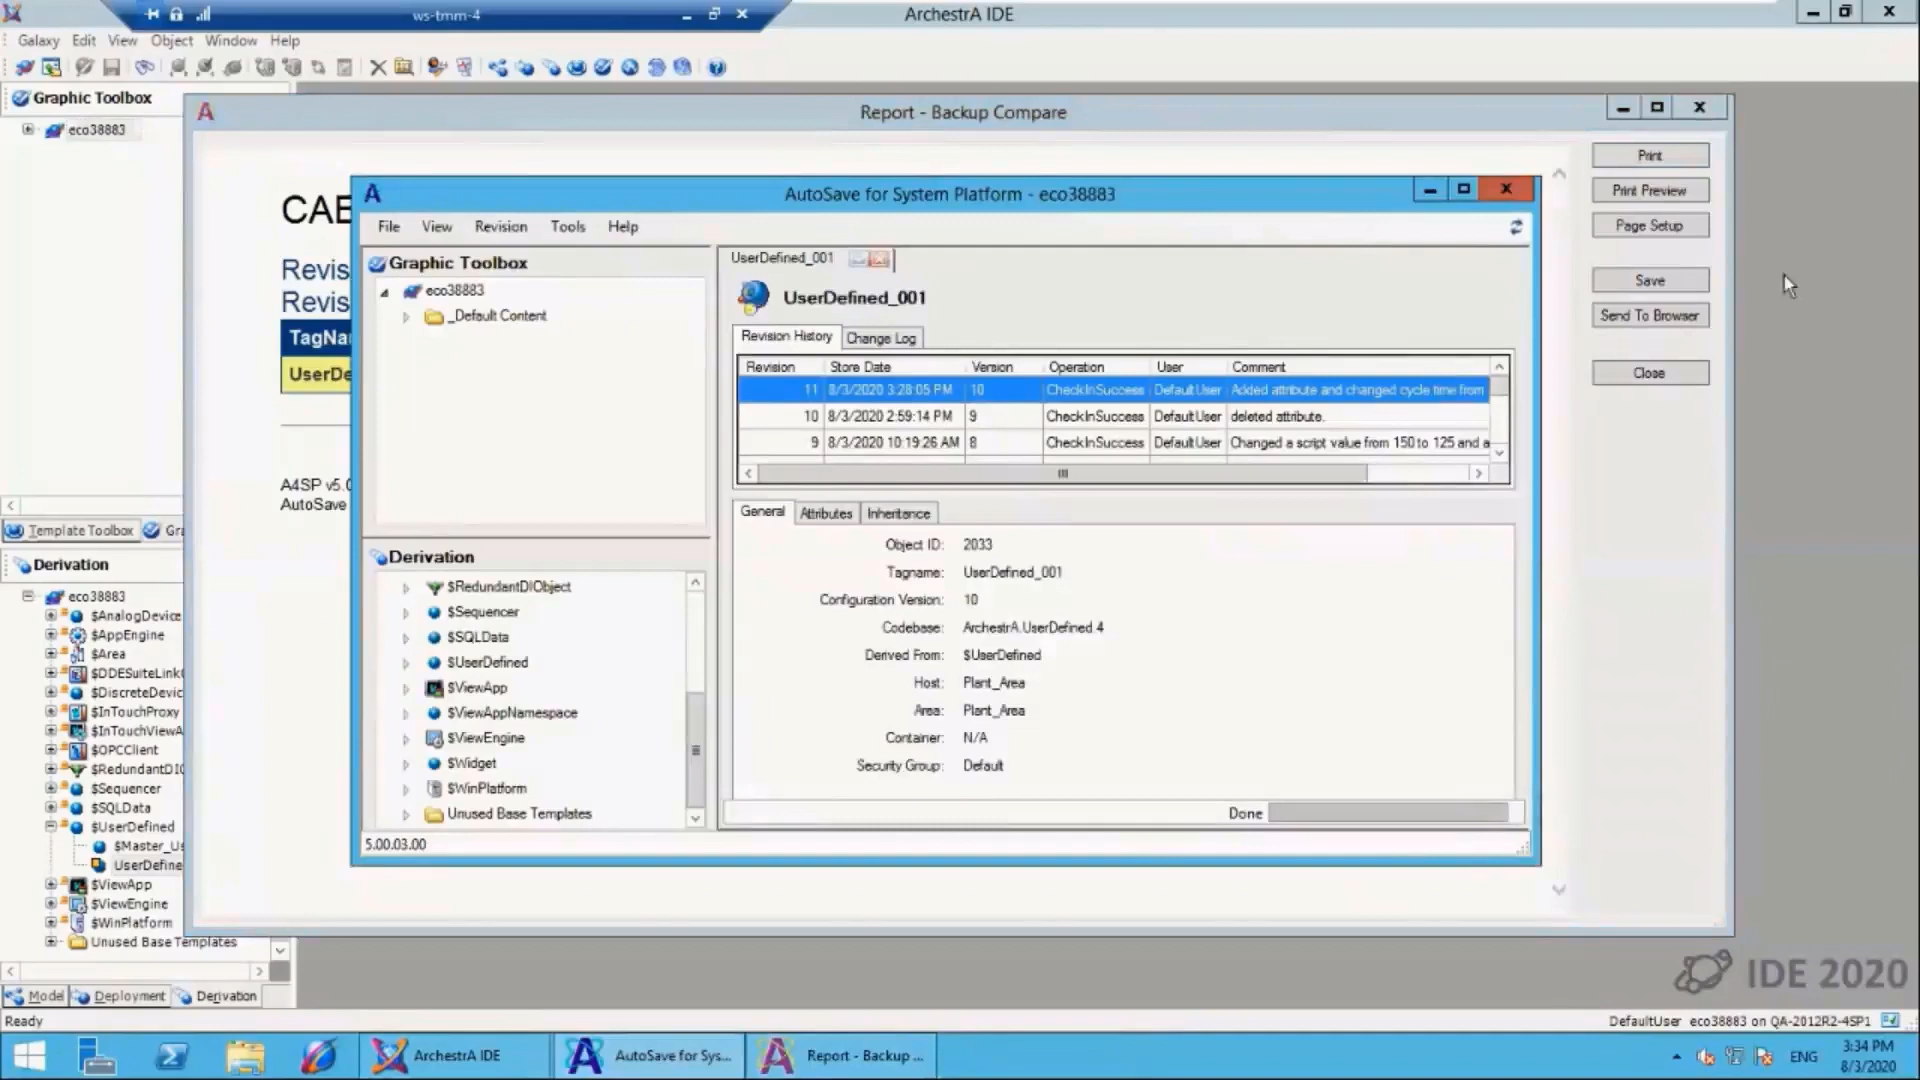 ws-tmm-4
ArchestrA IDE
Galaxy Edit View Object Window Help
Graphic Toolbox
eco38883
Template Toolbox
Derivation
eco38883
$AnalogDevice
$AppEngine
$Area
$DDESuiteLink
$DiscreteDevic
$InTouchProxy
$InTouchViewA
$OPCClient
$RedundantDIO
$Sequencer
$SQLData
$UserDefined
$Master_Us
UserDefine
$ViewApp
$ViewEngine
$WinPlatform
Unused Base Templates
Model Deployment Derivation
Ready
Report - Backup Compare
CAE
Revis
Revis
TagNa
UserDe
A4SP v5.0
AutoSave
Print
Print Preview
Page Setup
Save
Send To Browser
Close
AutoSave for System Platform - eco38883
File View Revision Tools Help
Graphic Toolbox
eco38883
_Default Content
Derivation
$RedundantDIObject
$Sequencer
$SQLData
$UserDefined
$ViewApp
$ViewAppNamespace
$ViewEngine
$Widget
$WinPlatform
Unused Base Templates
5.00.03.00
UserDefined_001
UserDefined_001
Revision History Change Log
Revision Store Date Version Operation User Comment
11 8/3/2020 3:28:05 PM 10 CheckInSuccess DefaultUser Added attribute and changed cycle time from
10 8/3/2020 2:59:14 PM 9 CheckInSuccess DefaultUser deleted attribute.
9 8/3/2020 10:19:26 AM 8 CheckInSuccess DefaultUser Changed a script value from 150 to 125 and a
General Attributes Inheritance
Object ID: 2033
Tagname: UserDefined_001
Configuration Version: 10
Codebase: ArchestrA.UserDefined.4
Derived From: $UserDefined
Host: Plant_Area
Area: Plant_Area
Container: N/A
Security Group: Default
Done
IDE 2020
DefaultUser eco38883 on QA-2012R2-4SP1
ArchestrA IDE
AutoSave for Sys...
Report - Backup ...
ENG
3:34 PM
8/3/2020